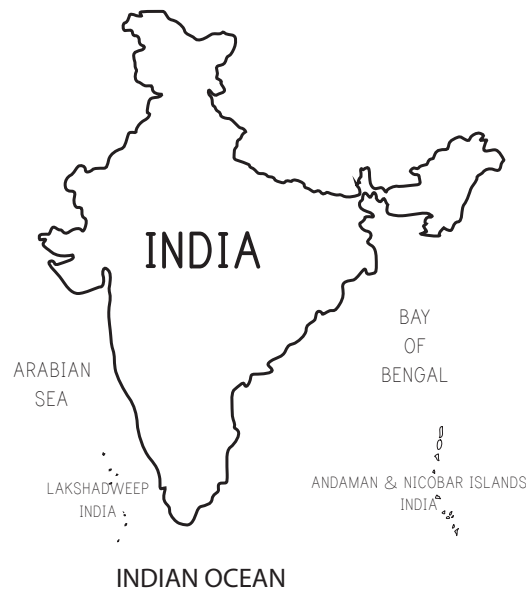 INDIA
BAY
OF
BENGAL
ARABIAN
SEA
LAKSHADWEEP
INDIA
ANDAMAN & NICOBAR ISLANDS
INDIA
INDIAN OCEAN